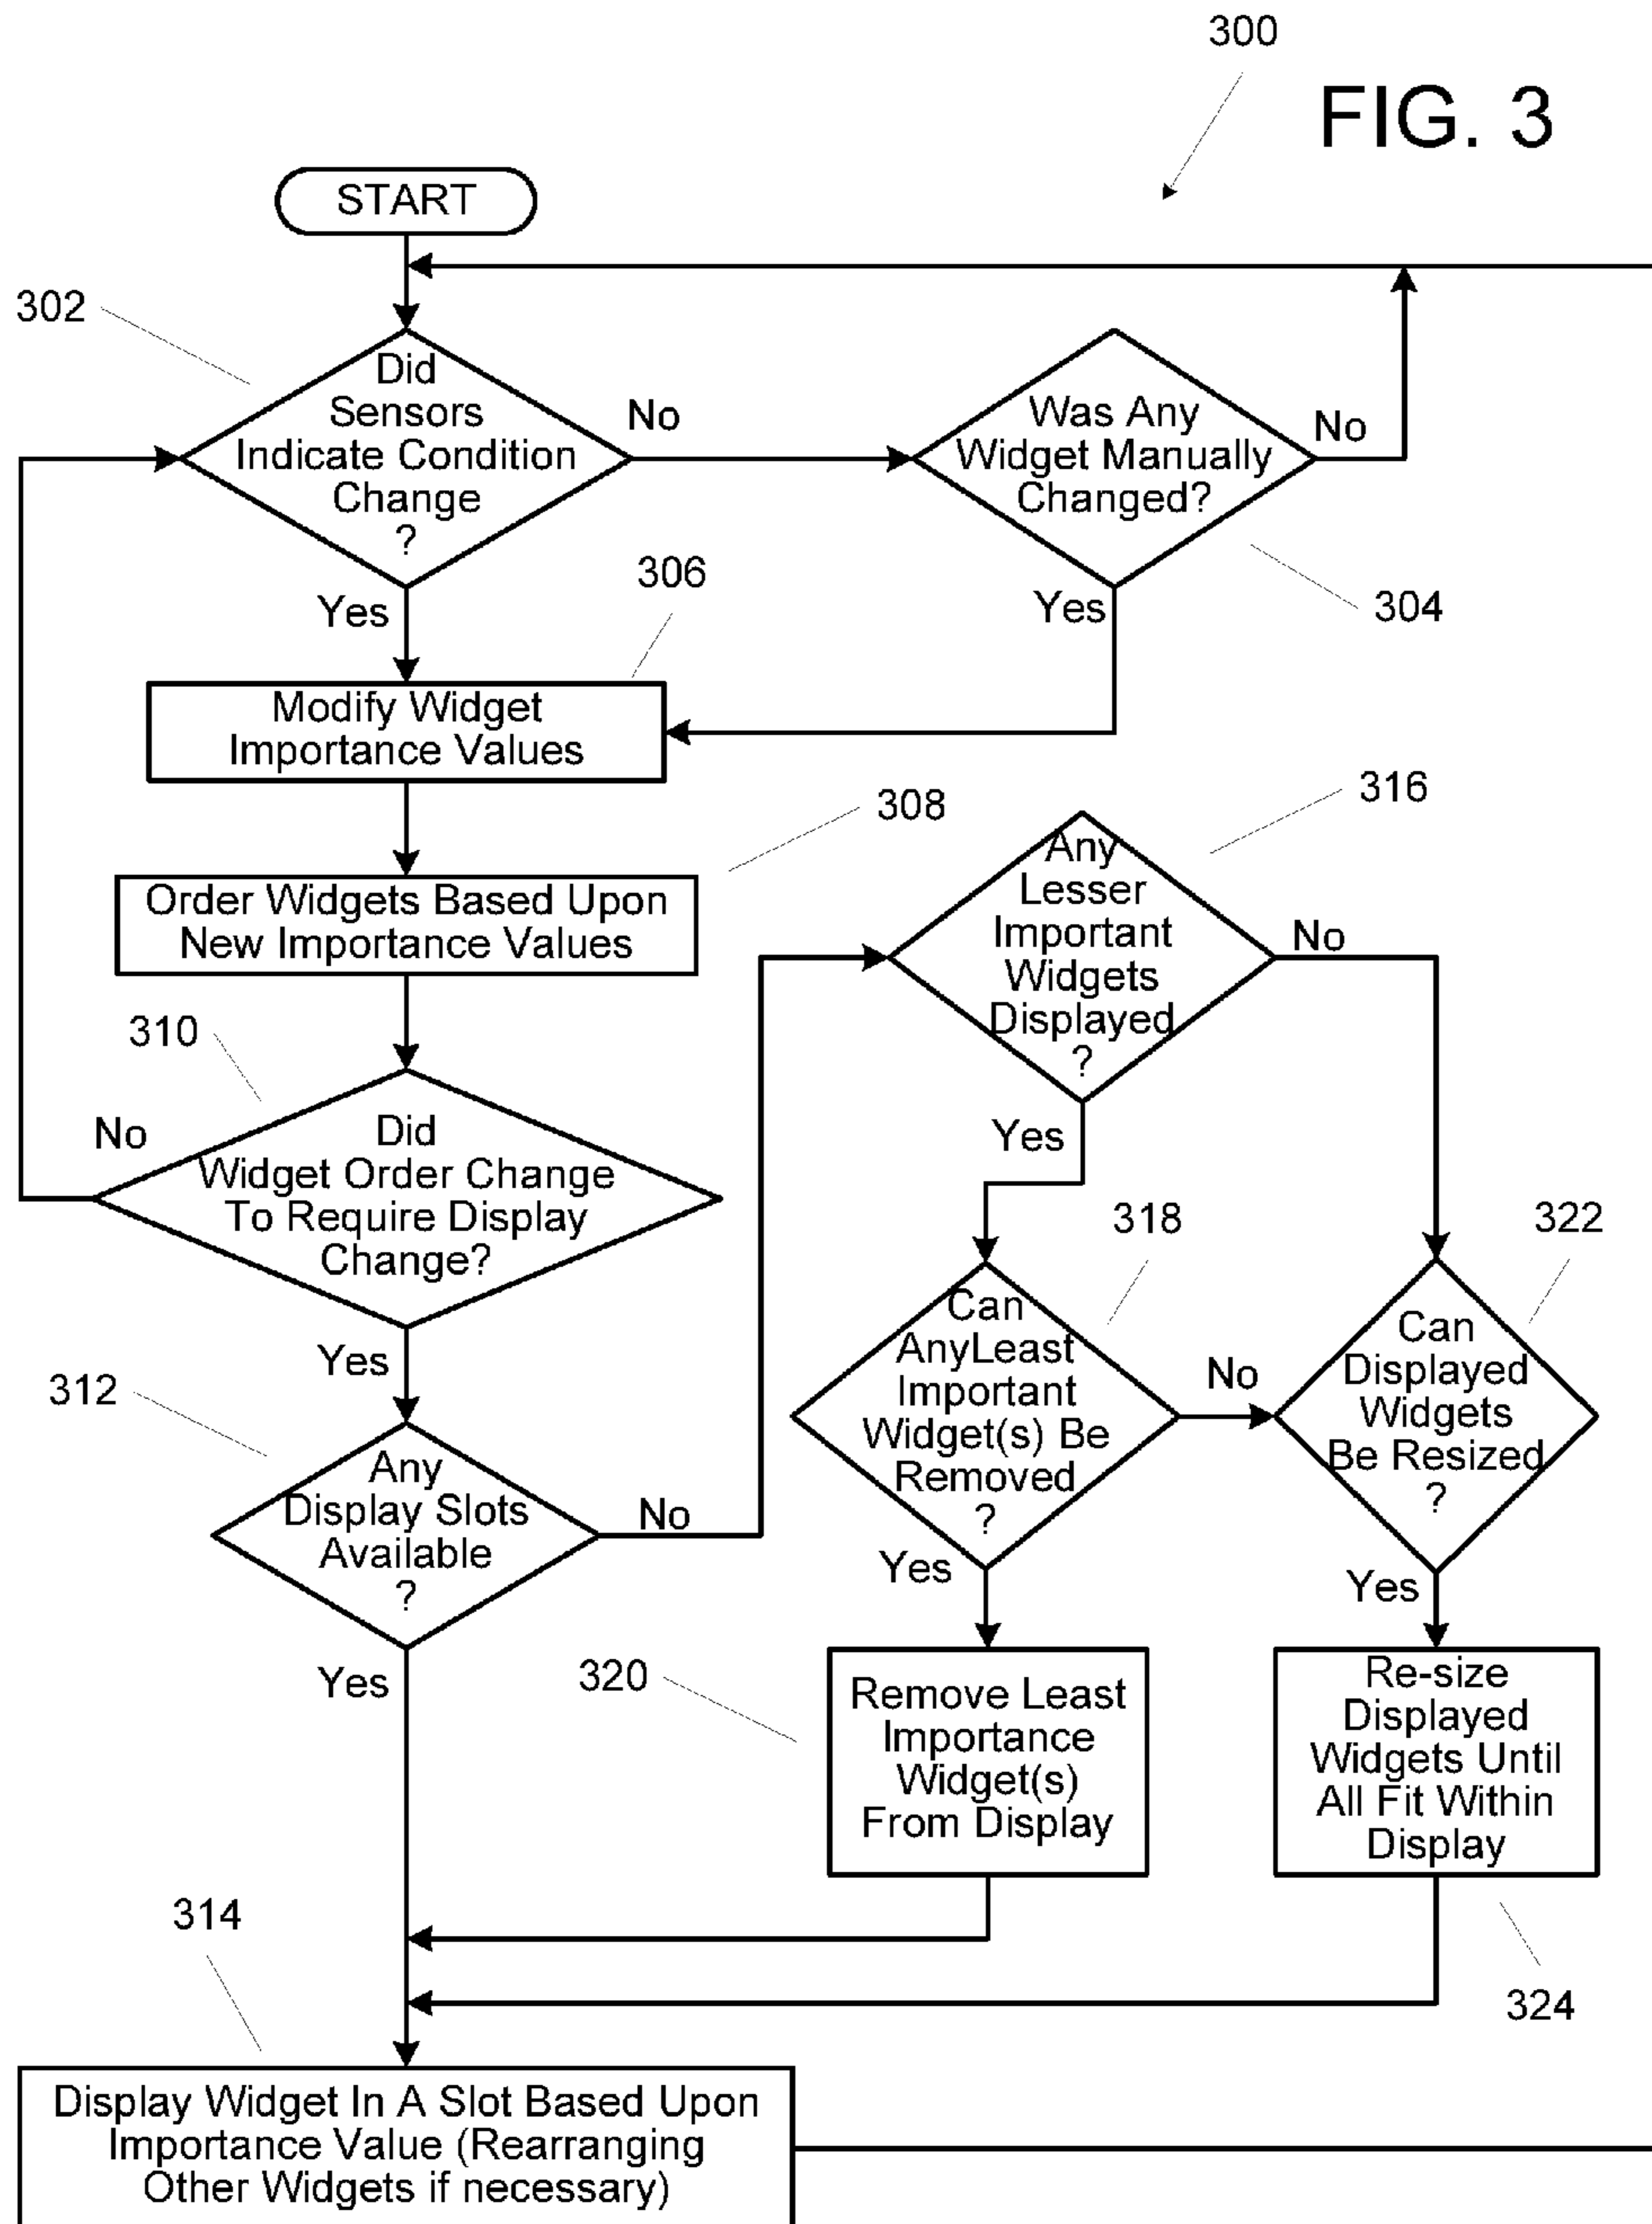 300
FIG. 3
START
302
Did
Sensors
Indicate Condition
Change
?
No
Was Any
Widget Manually
Changed?
No
304
Yes
306
Yes
Modify Widget
Importance Values
308
Order Widgets Based Upon
New Importance Values
310
No
Did
Widget Order Change
To Require Display
Change?
Yes
312
Any
Display Slots
Available
?
No
Yes
316
Any
Lesser
Important
Widgets
Displayed
?
No
Yes
318
Can
AnyLeast
Important
Widget(s) Be
Removed
?
No
Yes
322
Can
Displayed
Widgets
Be Resized
?
Yes
320
Remove Least
Importance
Widget(s)
From Display
Re-size
Displayed
Widgets Until
All Fit Within
Display
324
314
Display Widget In A Slot Based Upon
Importance Value (Rearranging
Other Widgets if necessary)